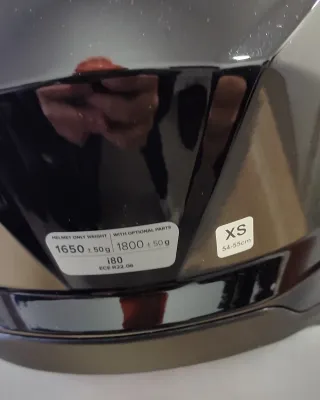 HELMET ONLY WEIGHT WITH OPTIONAL PARTS
1650 ± 50 g 1800 ± 50 g
i80
ECE R22.06
XS
54-55cm